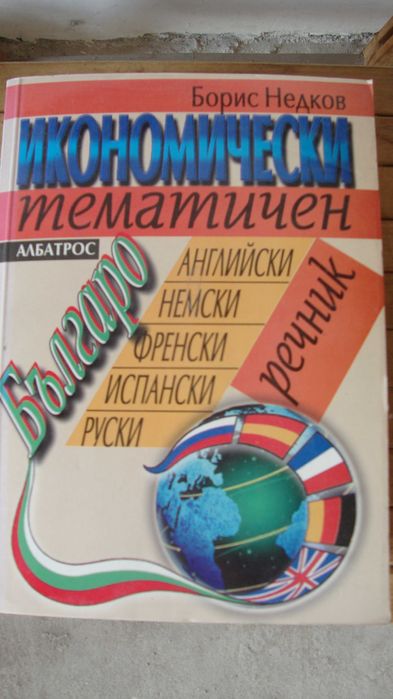 Борис Недков
ИКОНОМИЧЕСКИ
тематичен
АЛБАТРОС
Българо
АНГЛИЙСКИ
НЕМСКИ
ФРЕНСКИ
ИСПАНСКИ
РУСКИ
речник